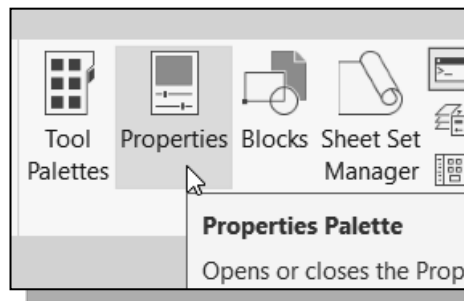 Tool Properties Blocks Sheet Set
Palettes Manager
Properties Palette
Opens or closes the Prop